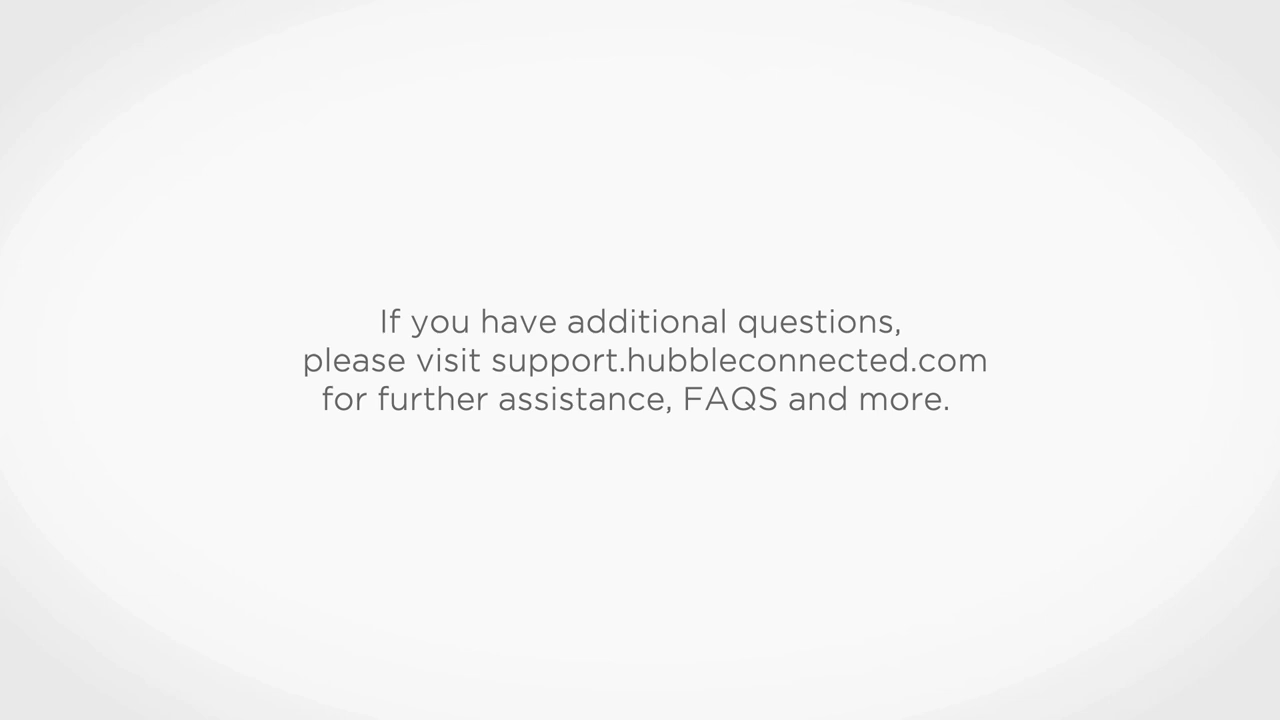 If you have additional questions,
please visit support.hubbleconnected.com
for further assistance, FAQS and more.